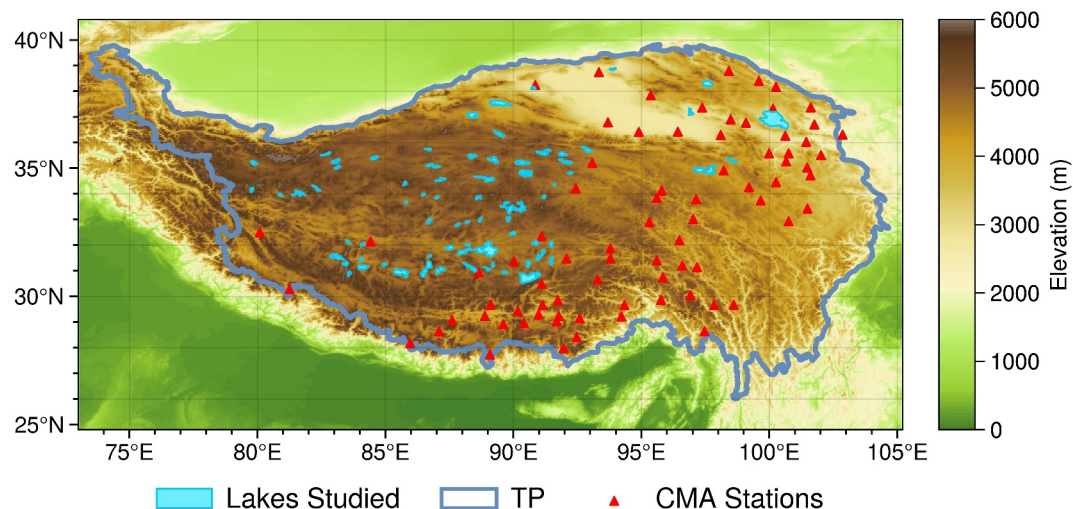 40°N
35°N
30°N
25°N
75°E
80°E
85°E
90°E
95°E
100°E
105°E
6000
5000
4000
3000
2000
1000
0
Elevation (m)
Lakes Studied
TP
CMA Stations